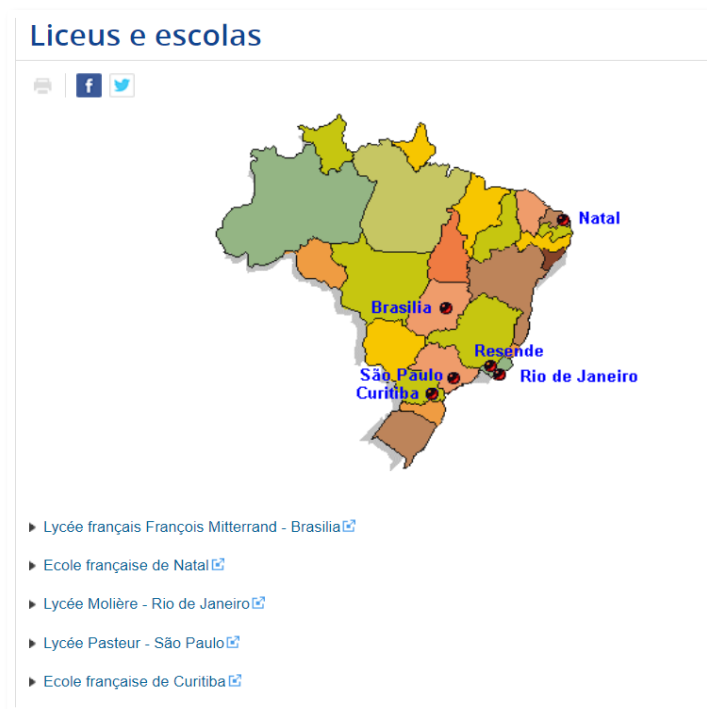 Liceus e escolas
Natal
Brasilia
Resende
São Paulo
Rio de Janeiro
Curitiba
Lycée français François Mitterrand - Brasilia
Ecole française de Natal
Lycée Molière - Rio de Janeiro
Lycée Pasteur - São Paulo
Ecole française de Curitiba